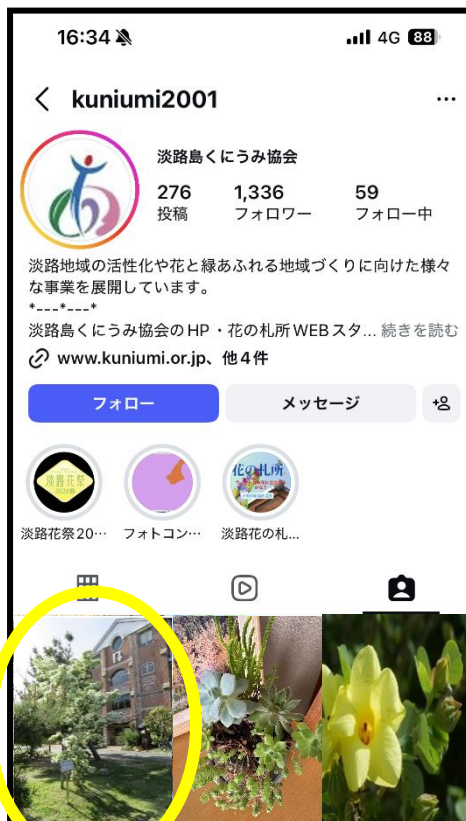 16:34
4G 88
kuniumi2001
淡路島くにうみ協会
276 1,336 59
投稿 フォロワー フォロー中
淡路地域の活性化や花と緑あふれる地域づくりに向けた様々
な事業を展開しています。
*---*---*
淡路島くにうみ協会のHP・花の札所WEBスタ... 続きを読む
www.kuniumi.or.jp、他4件
フォロー メッセージ
淡路花祭
花の札所
淡路花祭20… フォトコン… 淡路花の札…